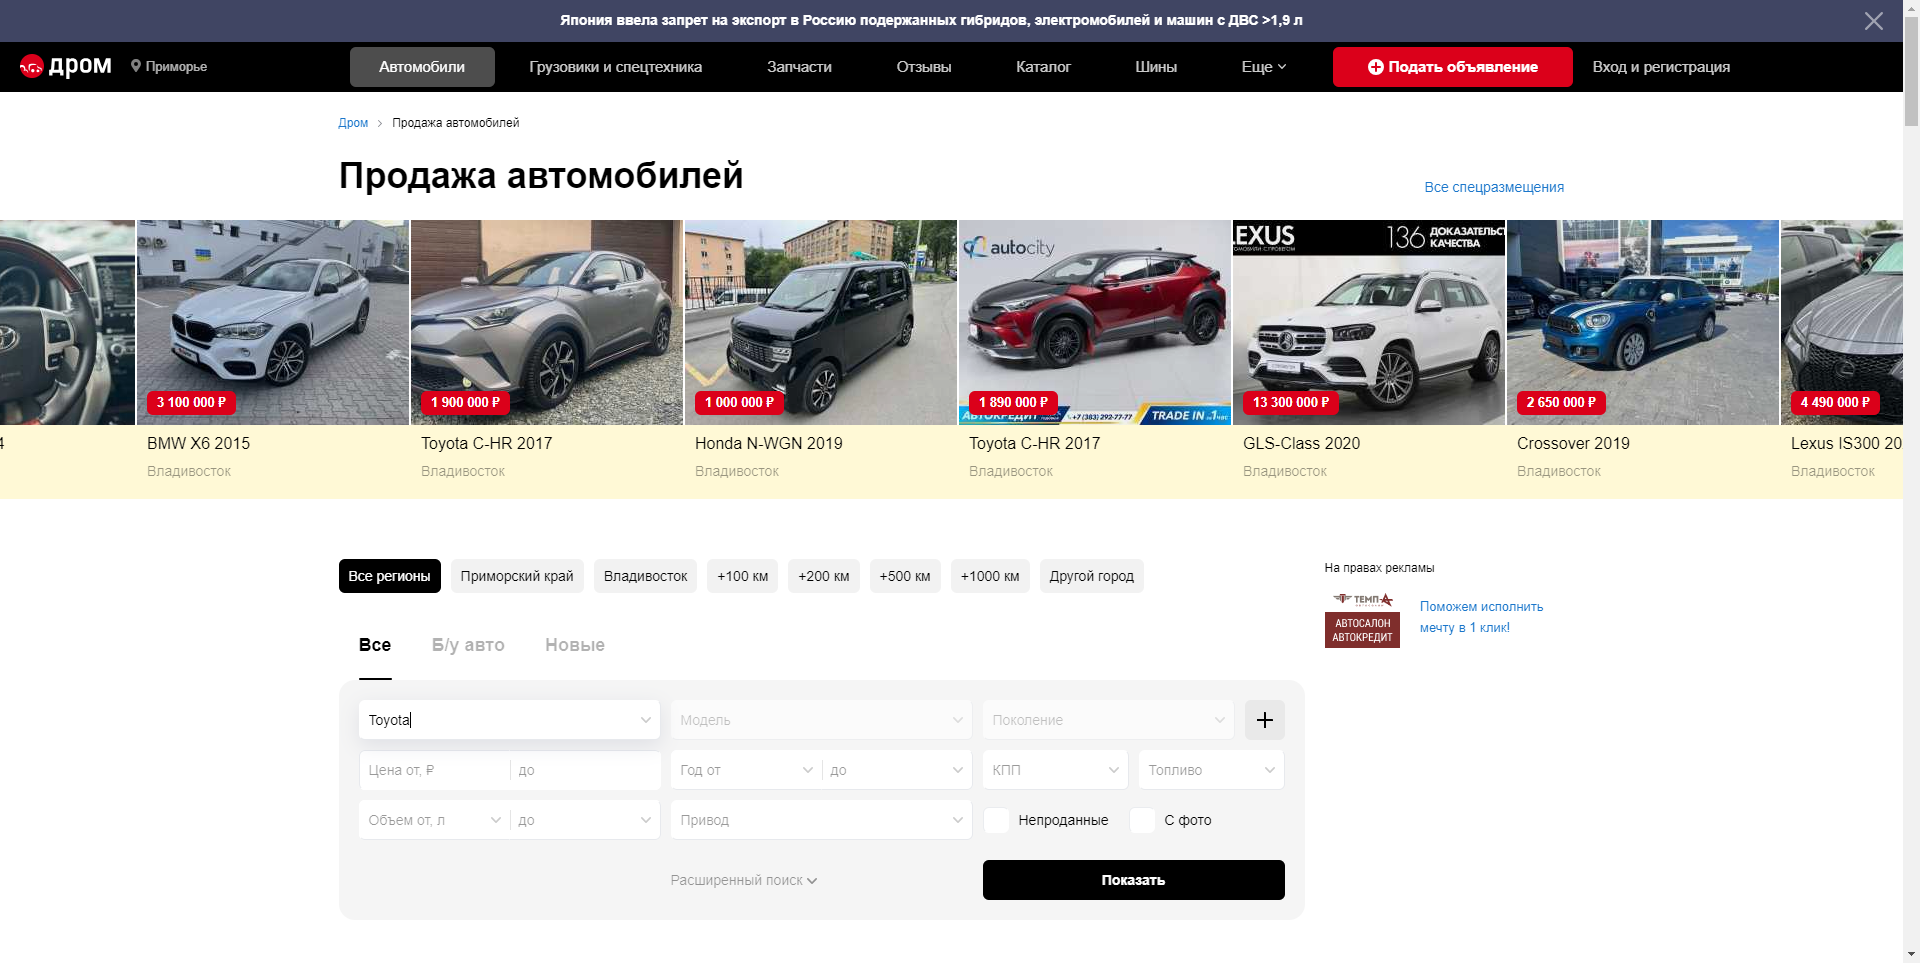 Япония ввела запрет на экспорт в Россию подержанных гибридов, электромобилей и машин с ДВС >1,9 л
дром
Приморье
Автомобили
Грузовики и спецтехника
Запчасти
Отзывы
Каталог
Шины
Еще
Подать объявление
Вход и регистрация
Дром > Продажа автомобилей
Продажа автомобилей
Все спецразмещения
autocity
АВТОКРЕДИТ
+7 (383) 292-77-77
TRADE IN
LEXUS
136 ДОКАЗАТЕЛЬСТ
КАЧЕСТВА
3 100 000 ₽
1 900 000 ₽
1 000 000 ₽
1 890 000 ₽
13 300 000 ₽
2 650 000 ₽
4 490 000 ₽
4
BMW X6 2015
Toyota C-HR 2017
Honda N-WGN 2019
Toyota C-HR 2017
GLS-Class 2020
Crossover 2019
Lexus IS300 20
Владивосток
Владивосток
Владивосток
Владивосток
Владивосток
Владивосток
Владивосток
Все регионы
Приморский край
Владивосток
+100 км
+200 км
+500 км
+1000 км
Другой город
На правах рекламы
ТЕМП-А
АВТОСАЛОН
АВТОКРЕДИТ
Поможем исполнить
мечту в 1 клик!
Все
Б/у авто
Новые
Toyota
Модель
Поколение
Цена от, ₽
до
Год от
до
КПП
Топливо
Объем от, л
до
Привод
Непроданные
С фото
Расширенный поиск
Показать